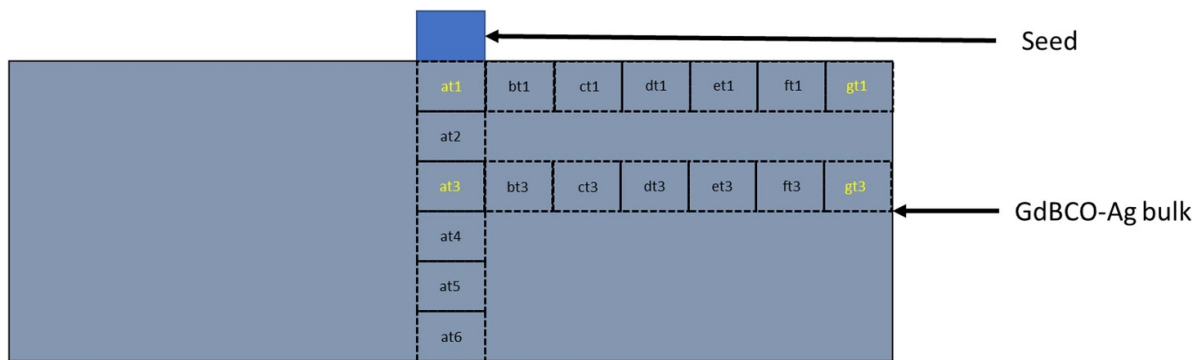 Seed
at1 bt1 ct1 dt1 et1 ft1 gt1
at2
at3 bt3 ct3 dt3 et3 ft3 gt3
GdBCO-Ag bulk
at4
at5
at6